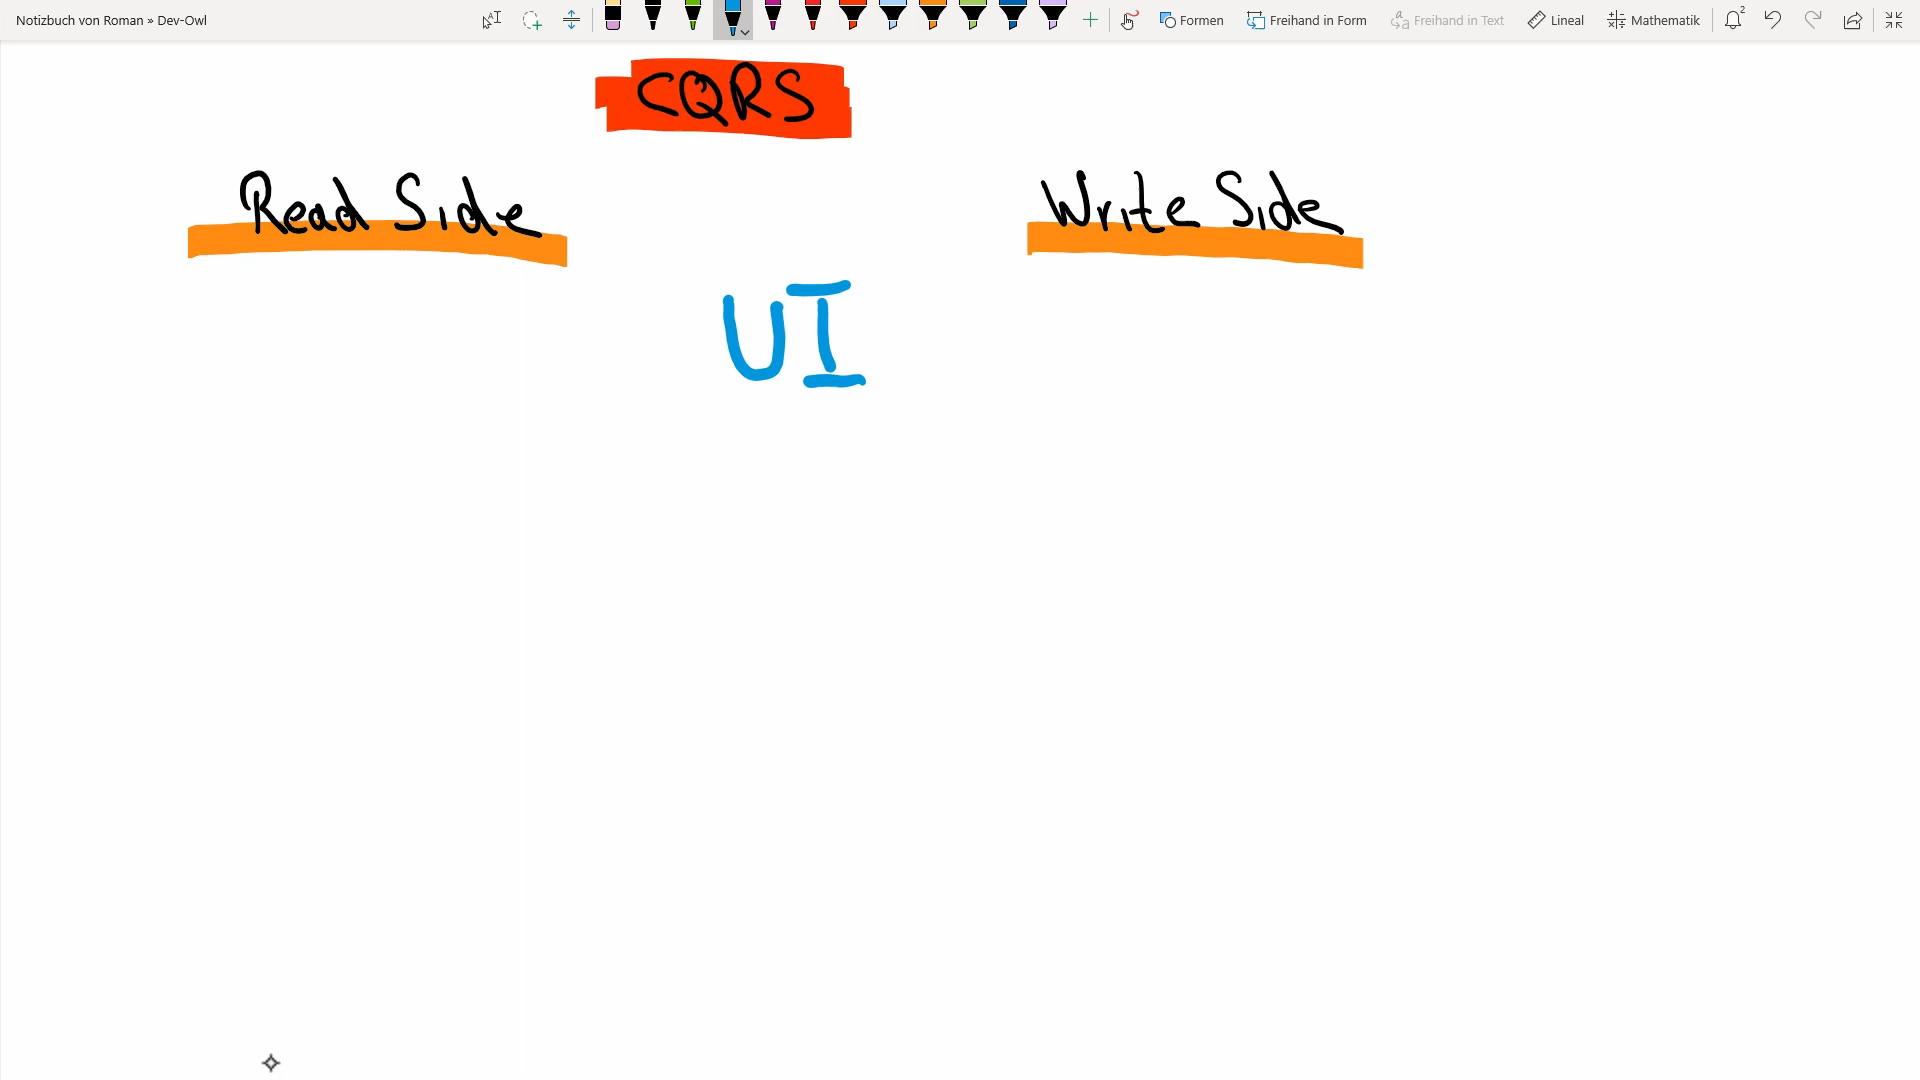 Notizbuch von Roman » Dev-Owl
Formen
Freihand in Form
Freihand in Text
Lineal
Mathematik
2
CQRS
Read Side
Write Side
UI